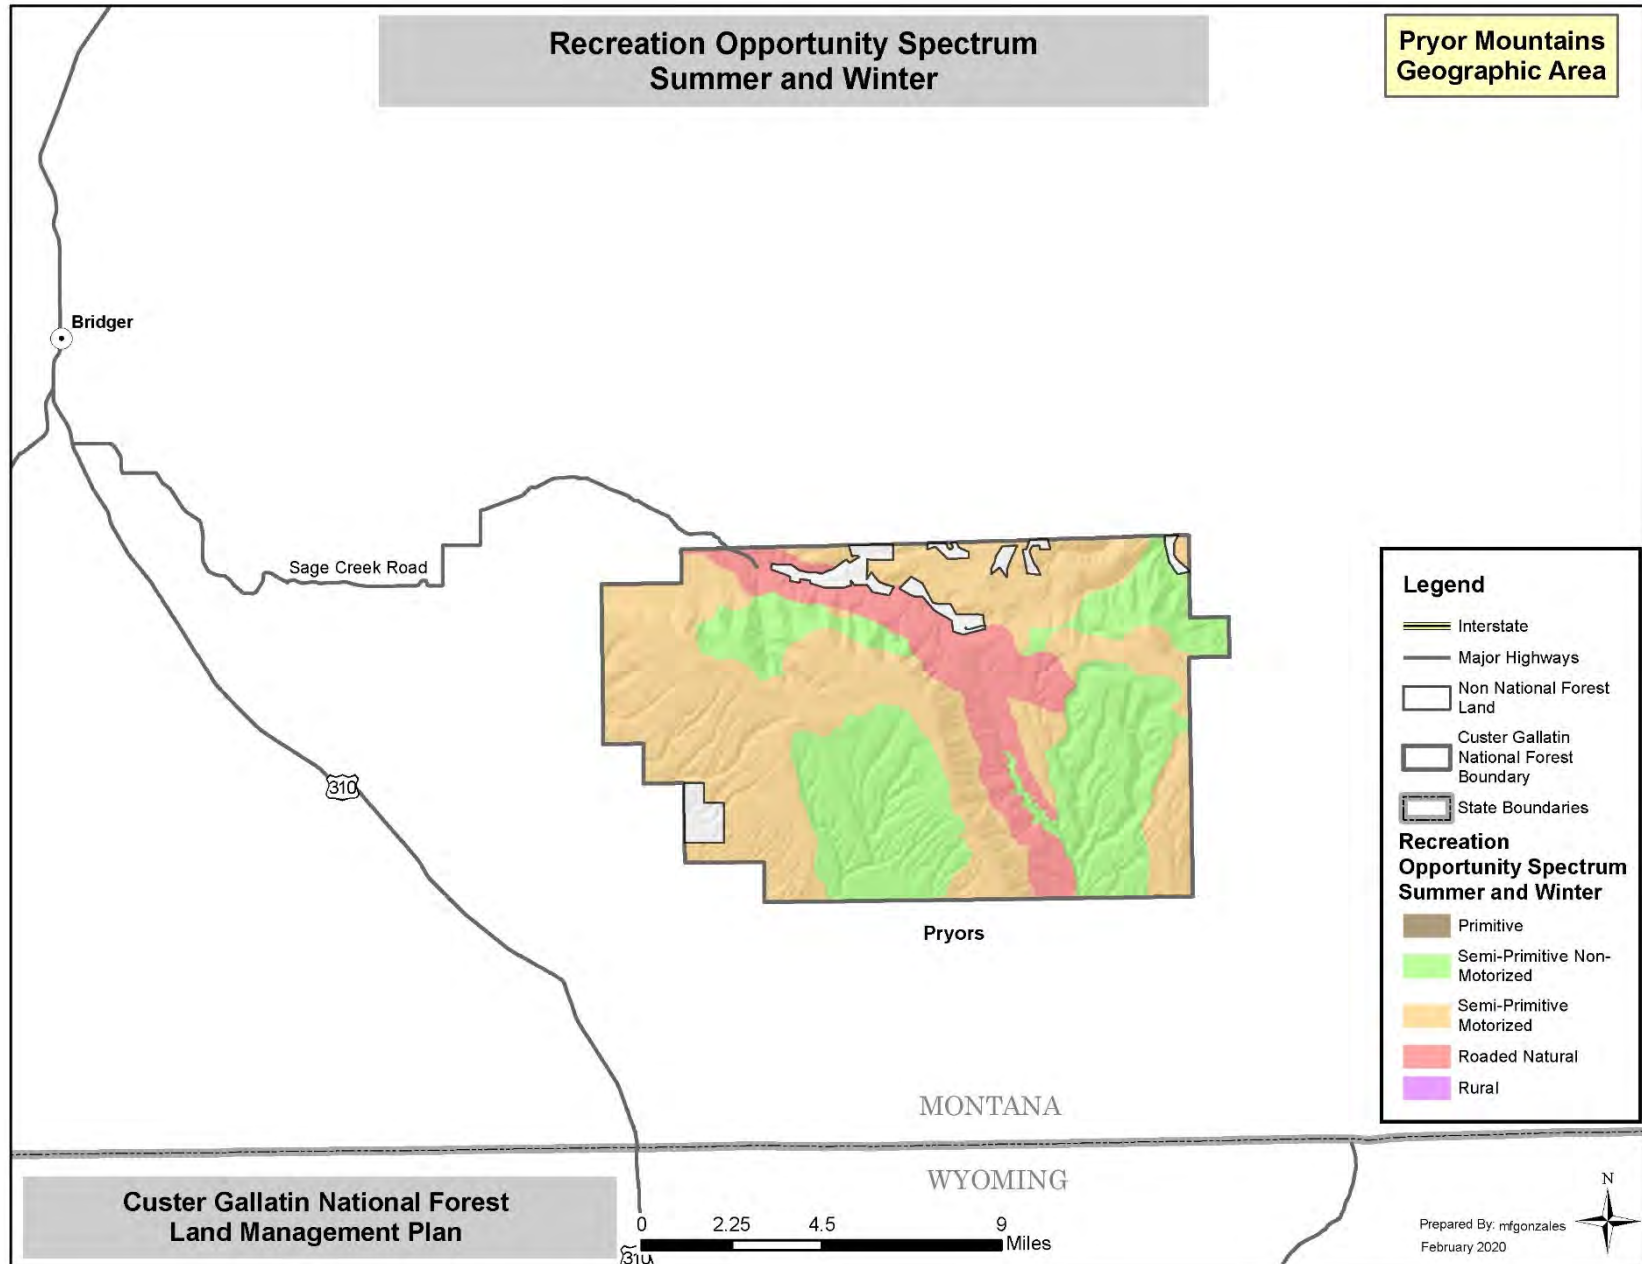 Recreation Opportunity Spectrum
Summer and Winter
Pryor Mountains
Geographic Area
Bridger
Sage Creek Road
310
Pryors
Legend
Interstate
Major Highways
Non National Forest
Land
Custer Gallatin
National Forest
Boundary
State Boundaries
Recreation
Opportunity Spectrum
Summer and Winter
Primitive
Semi-Primitive Non-
Motorized
Semi-Primitive
Motorized
Roaded Natural
Rural
MONTANA
WYOMING
Custer Gallatin National Forest
Land Management Plan
0 2.25 4.5 9
Miles
310
N
Prepared By: mfgonzales
February 2020